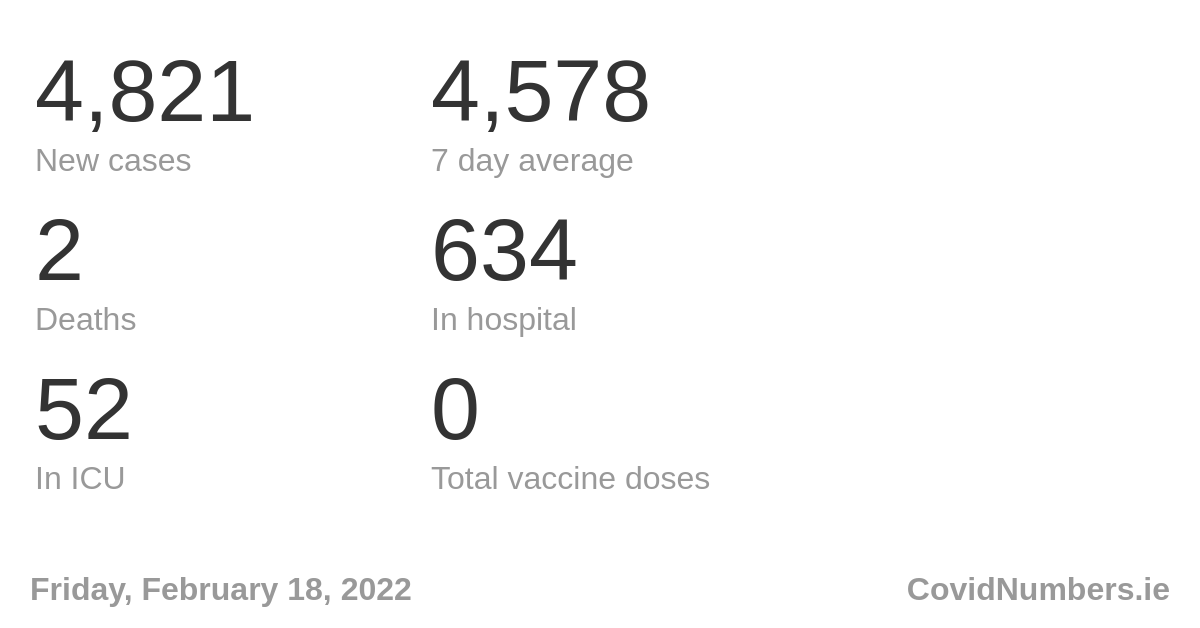 4,821 4,578
New cases 7 day average
2 634
Deaths In hospital
52 0
In ICU Total vaccine doses
Friday, February 18, 2022 CovidNumbers.ie